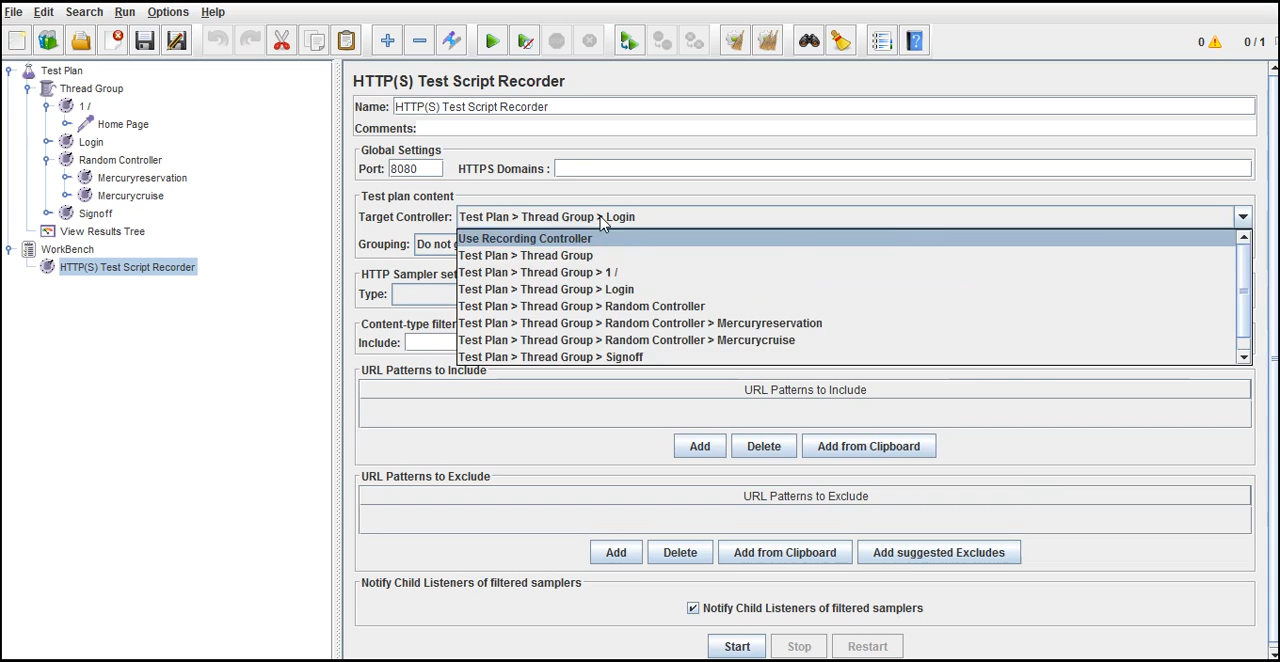 File Edit Search Run Options Help
0 0/1
Test Plan
Thread Group
1 /
Home Page
Login
Random Controller
Mercuryreservation
Mercurycruise
Signoff
View Results Tree
WorkBench
HTTP(S) Test Script Recorder
HTTP(S) Test Script Recorder
Name: HTTP(S) Test Script Recorder
Comments:
Global Settings
Port: 8080 HTTPS Domains :
Test plan content
Target Controller: Test Plan > Thread Group > Login
Use Recording Controller
Grouping: Do not
Test Plan > Thread Group
Test Plan > Thread Group > 1 /
HTTP Sampler
Test Plan > Thread Group > Login
Type:
Test Plan > Thread Group > Random Controller
Content-type filter
Test Plan > Thread Group > Random Controller > Mercuryreservation
Include:
Test Plan > Thread Group > Random Controller > Mercurycruise
Test Plan > Thread Group > Signoff
URL Patterns to Include
URL Patterns to Include
Add Delete Add from Clipboard
URL Patterns to Exclude
URL Patterns to Exclude
Add Delete Add from Clipboard Add suggested Excludes
Notify Child Listeners of filtered samplers
Notify Child Listeners of filtered samplers
Start Stop Restart